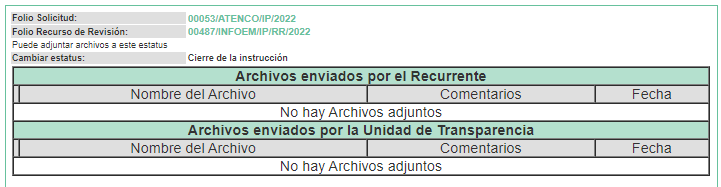 Folio Solicitud: 00053/ATENCO/IP/2022
Folio Recurso de Revisión: 00487/INFOEM/IP/RR/2022
Puede adjuntar archivos a este estatus
Cambiar estatus: Cierre de la instrucción
Archivos enviados por el Recurrente
Nombre del Archivo Comentarios Fecha
No hay Archivos adjuntos
Archivos enviados por la Unidad de Transparencia
Nombre del Archivo Comentarios Fecha
No hay Archivos adjuntos